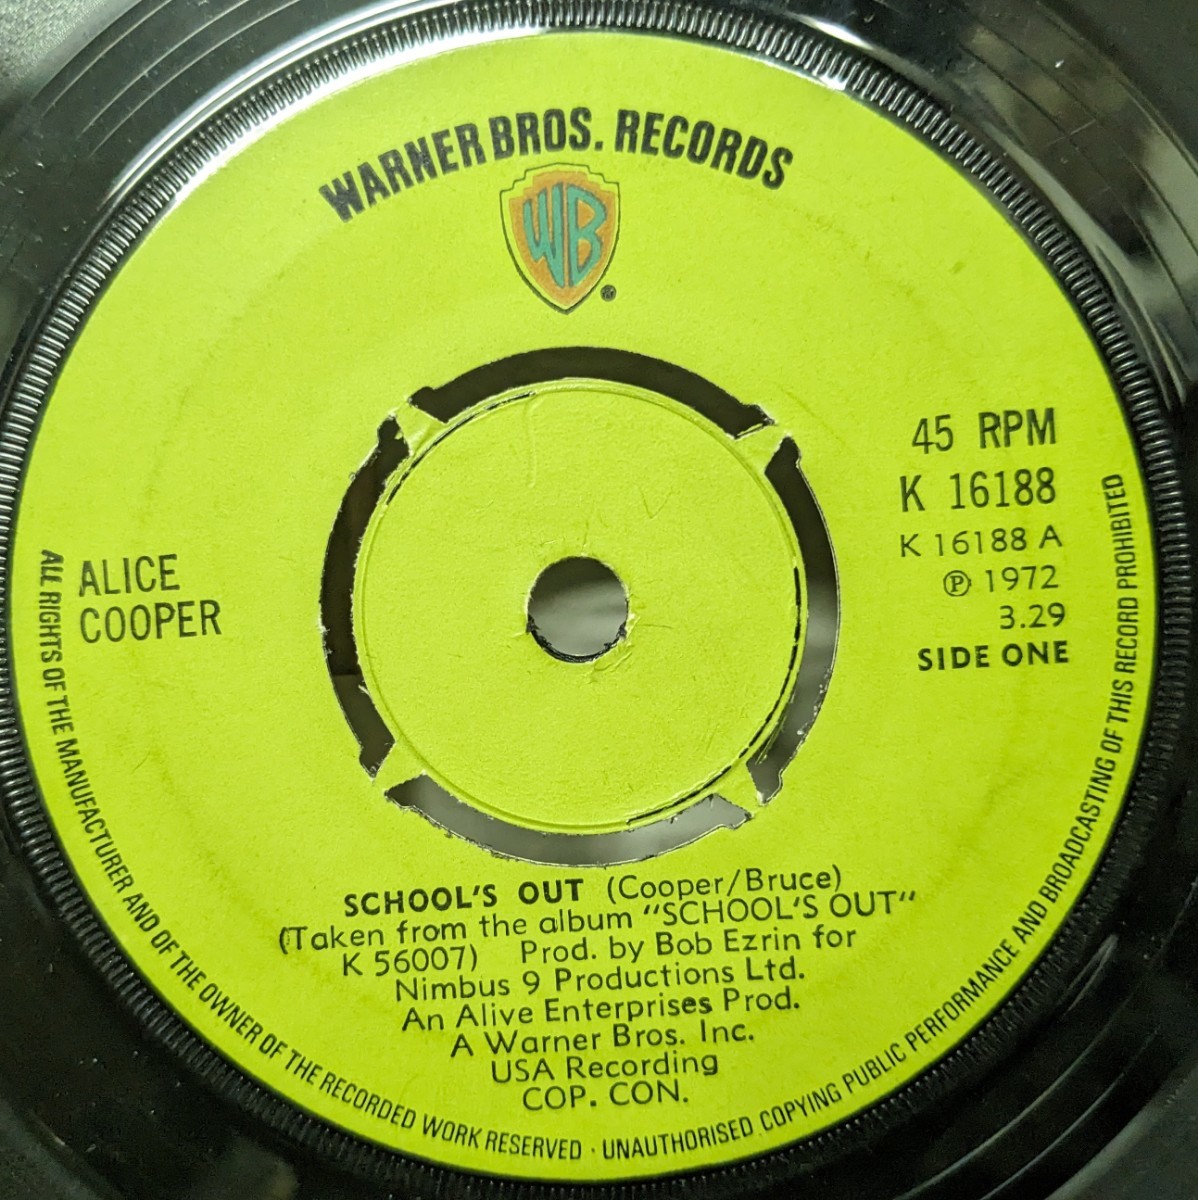 WARNER BROS. RECORDS
WB
®
45 RPM
K 16188
K 16188 A
Ⓟ 1972
3.29
SIDE ONE
ALICE
COOPER
SCHOOL'S OUT (Cooper/Bruce)
(Taken from the album "SCHOOL'S OUT"
K 56007) Prod. by Bob Ezrin for
Nimbus 9 Productions Ltd.
An Alive Enterprises Prod.
A Warner Bros. Inc.
USA Recording
COP. CON.
ALL RIGHTS OF THE MANUFACTURER AND OF THE OWNER OF THE RECORDED WORK RESERVED · UNAUTHORISED COPYING PUBLIC PERFORMANCE AND BROADCASTING OF THIS RECORD PROHIBITED